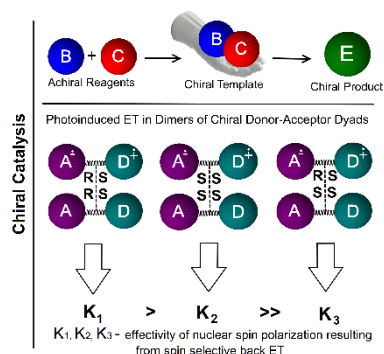 Chiral Catalysis
B + C E
Achiral Reagents Chiral Template Chiral Product
Photoinduced ET in Dimers of Chiral Donor-Acceptor Dyads
A∸ D∔ A∸ D∔ A∸ D∔
R S S S R S
R S S S S S
A D A D A D
K₁ > K₂ >> K₃
K₁, K₂, K₃ - effectivity of nuclear spin polarization resulting
from spin selective back ET